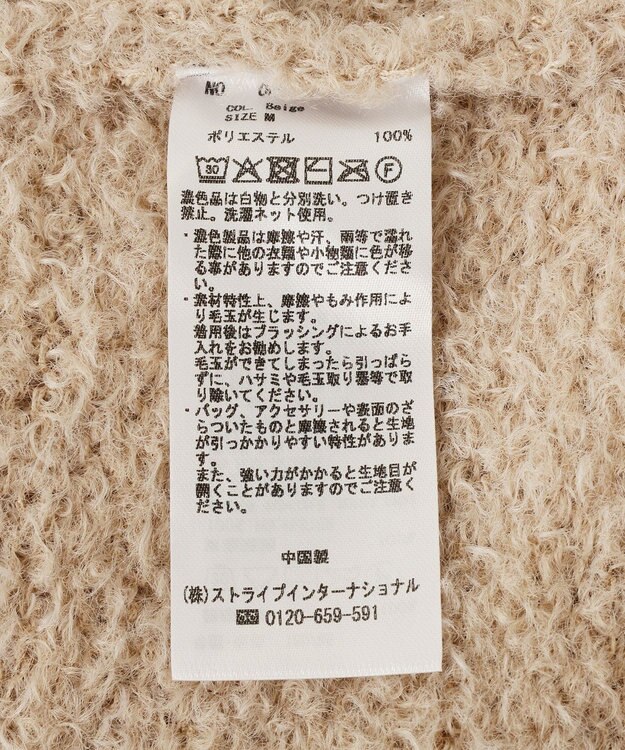 NO
COL. Beige
SIZE M
ポリエステル 100%
30 F
濃色品は白物と分別洗い。つけ置き
禁止。洗濯ネット使用。
・濃色製品は摩擦や汗、雨等で濡れ
た際に他の衣類や小物類に色が移
る事がありますのでご注意くださ
い。
・素材特性上、摩擦やもみ作用によ
り毛玉が生じます。
着用後はブラッシングによるお手
入れをお勧めします。
毛玉ができてしまったら引っぱら
ずに、ハサミや毛玉取り器等で取
り除いてください。
・バッグ、アクセサリーや表面のざ
らついたものと摩擦されると生地
が引っかかりやすい特性がありま
す。
また、強い力がかかると生地目が
開くことがありますのでご注意く
ださい。
中国製
(株)ストライプインターナショナル
0120-659-591